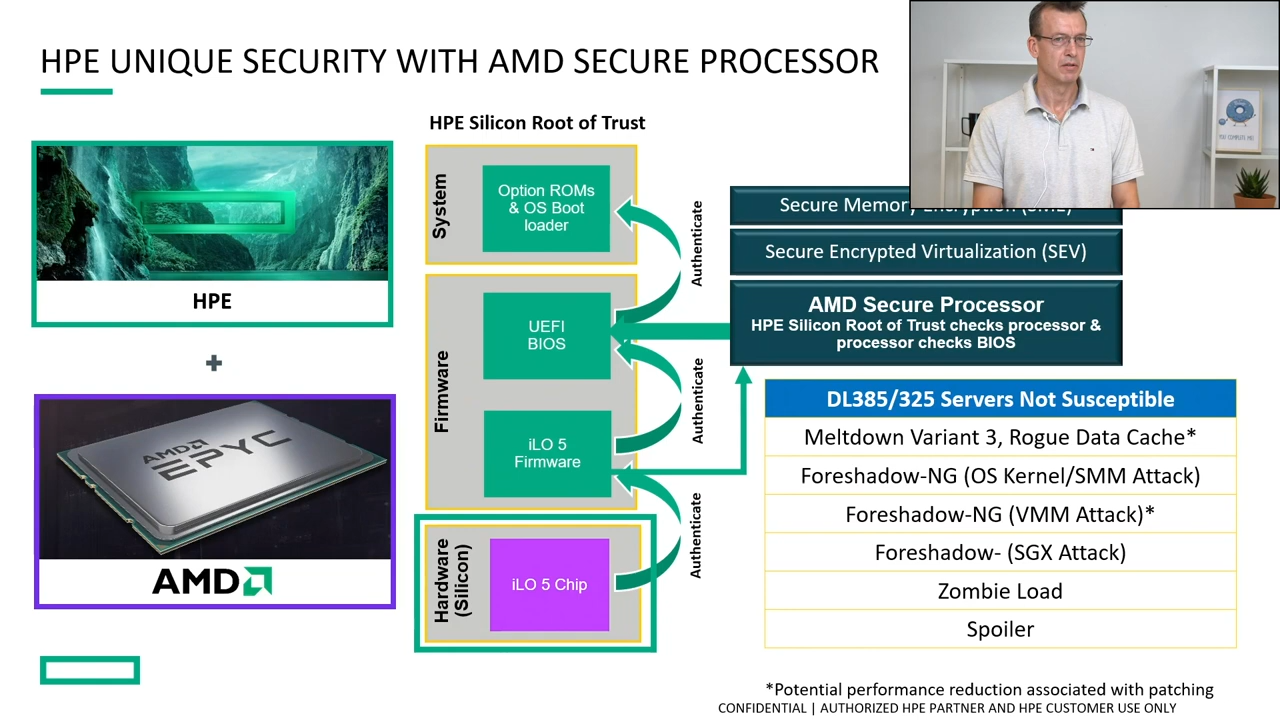 HPE UNIQUE SECURITY WITH AMD SECURE PROCESSOR
HPE
+
AMD
EPYC
AMD
HPE Silicon Root of Trust
System
Option ROMs
& OS Boot
loader
Authenticate
Firmware
UEFI
BIOS
Authenticate
iLO 5
Firmware
Hardware
(Silicon)
iLO 5 Chip
Authenticate
Secure Memory Encryption (SME)
Secure Encrypted Virtualization (SEV)
AMD Secure Processor
HPE Silicon Root of Trust checks processor &
processor checks BIOS
DL385/325 Servers Not Susceptible
Meltdown Variant 3, Rogue Data Cache*
Foreshadow-NG (OS Kernel/SMM Attack)
Foreshadow-NG (VMM Attack)*
Foreshadow- (SGX Attack)
Zombie Load
Spoiler
*Potential performance reduction associated with patching
CONFIDENTIAL | AUTHORIZED HPE PARTNER AND HPE CUSTOMER USE ONLY
YOU COMPLETE ME!